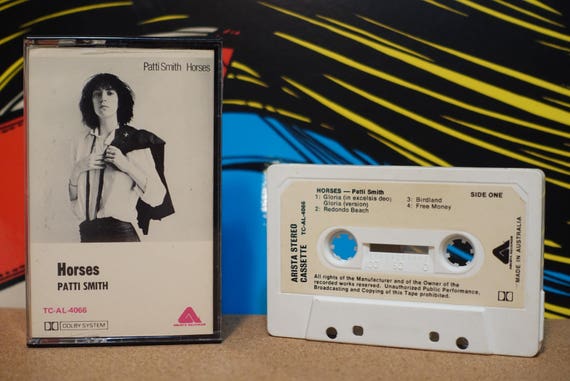 Patti Smith Horses
Horses
PATTI SMITH
TC-AL-4066
DOLBY SYSTEM
ARISTA RECORDS
HORSES — Patti Smith
SIDE ONE
1: Gloria (in excelsis deo)
Gloria (version)
2: Redondo Beach
3: Birdland
4: Free Money
ARISTA STEREO
CASSETTE
TC-AL-4066
MADE IN AUSTRALIA
All rights of the Manufacturer and of the Owner of the
recorded works reserved. Unauthorized Public Performance,
Broadcasting and Copying of this Tape prohibited.